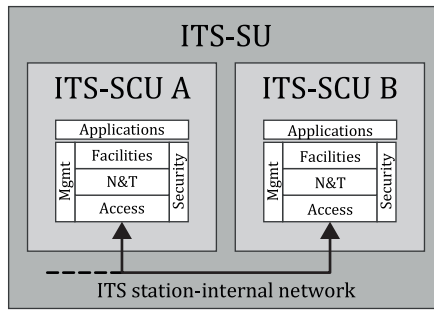 ITS-SU
ITS-SCU A
Applications
Mgmt
Facilities
N&T
Access
Security
ITS-SCU B
Applications
Mgmt
Facilities
N&T
Access
Security
ITS station-internal network